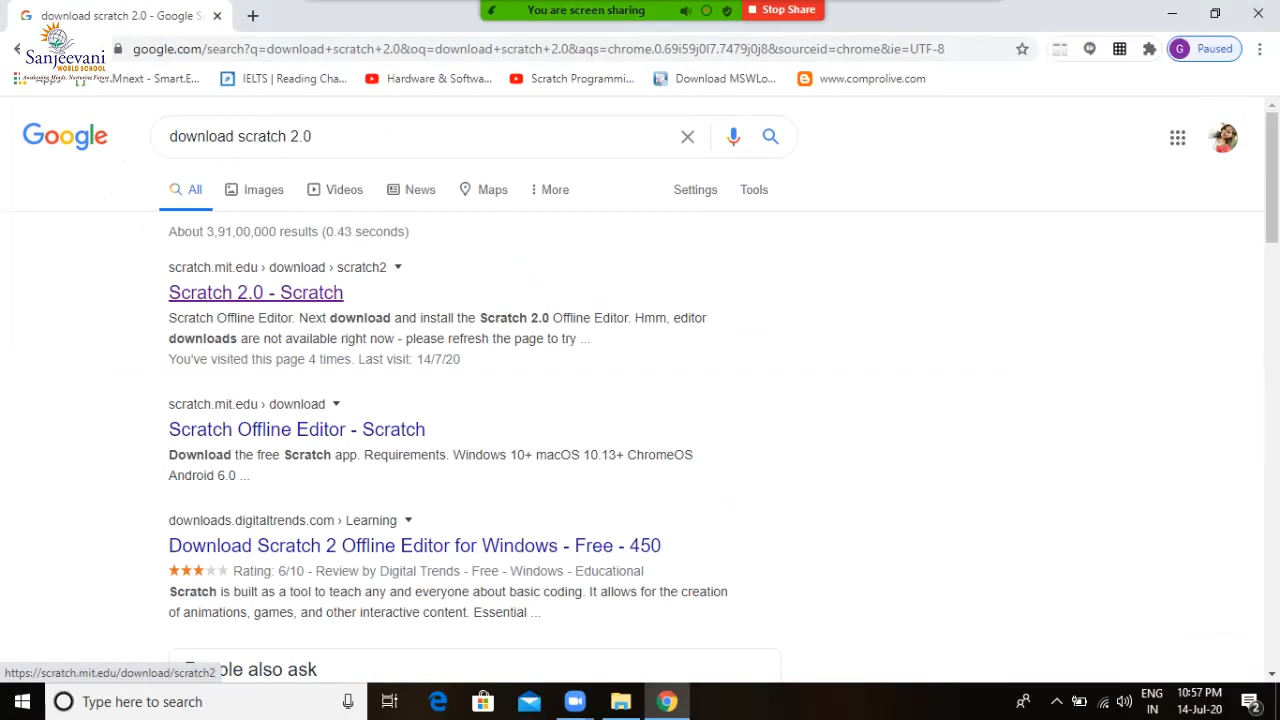 download scratch 2.0 - Google S
You are screen sharing
Stop Share
google.com/search?q=download+scratch+2.0&oq=download+scratch+2.0&aqs=chrome.0.69i59j0l7.7479j0j8&sourceid=chrome&ie=UTF-8
G Paused
Sanjeevani
WORLD SCHOOL
Awakening Minds, Nurturing Future
Apps
Mnext - Smart.E...
IELTS | Reading Cha...
Hardware & Softwa...
Scratch Programmi...
Download MSWLo...
www.comprolive.com
Google
download scratch 2.0
All
Images
Videos
News
Maps
More
Settings
Tools
About 3,91,00,000 results (0.43 seconds)
scratch.mit.edu › download › scratch2
Scratch 2.0 - Scratch
Scratch Offline Editor. Next download and install the Scratch 2.0 Offline Editor. Hmm, editor
downloads are not available right now - please refresh the page to try ...
You've visited this page 4 times. Last visit: 14/7/20
scratch.mit.edu › download
Scratch Offline Editor - Scratch
Download the free Scratch app. Requirements. Windows 10+ macOS 10.13+ ChromeOS
Android 6.0 ...
downloads.digitaltrends.com › Learning
Download Scratch 2 Offline Editor for Windows - Free - 450
Rating: 6/10 - Review by Digital Trends - Free - Windows - Educational
Scratch is built as a tool to teach any and everyone about basic coding. It allows for the creation
of animations, games, and other interactive content. Essential ...
ple also ask
https://scratch.mit.edu/download/scratch2
Type here to search
ENG
IN
10:57 PM
14-Jul-20
2